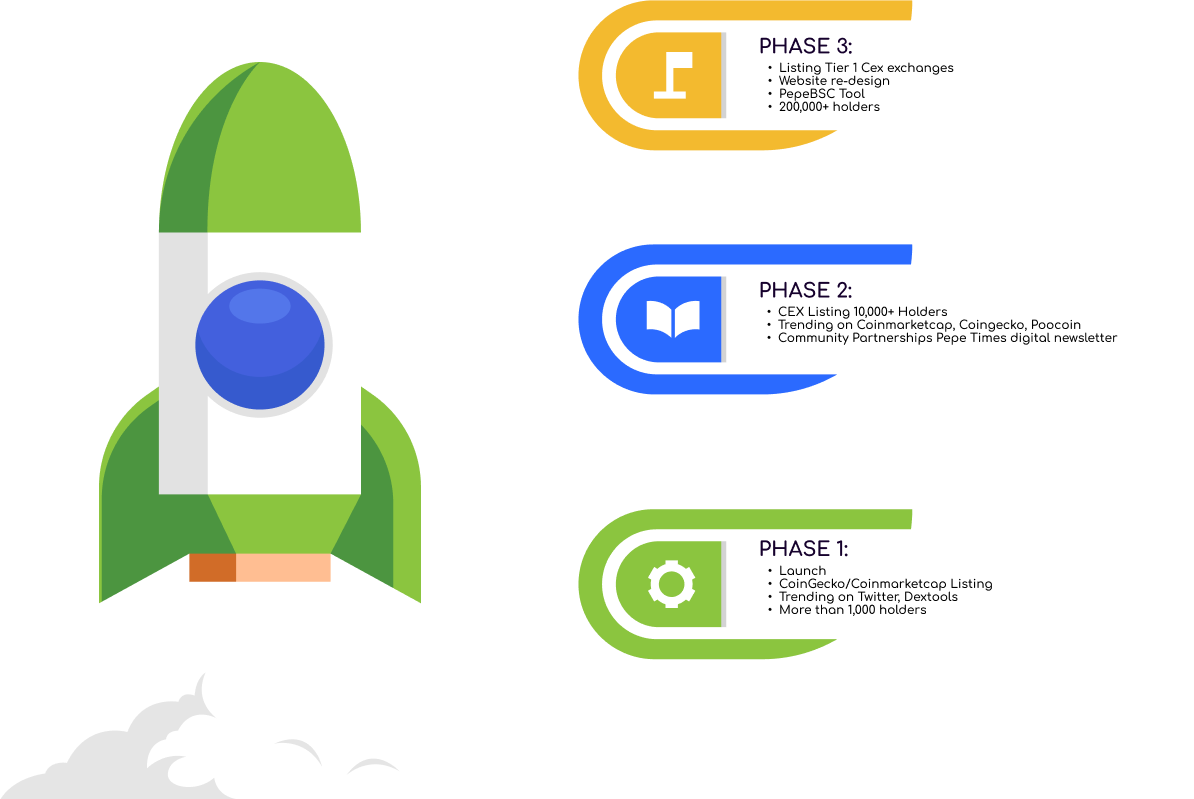 PHASE 3:
• Listing Tier 1 Cex exchanges
• Website re-design
• PepeBSC Tool
• 200,000+ holders
PHASE 2:
• CEX Listing 10,000+ Holders
• Trending on Coinmarketcap, Coingecko, Poocoin
• Community Partnerships Pepe Times digital newsletter
PHASE 1:
• Launch
• CoinGecko/Coinmarketcap Listing
• Trending on Twitter, Dextools
• More than 1,000 holders